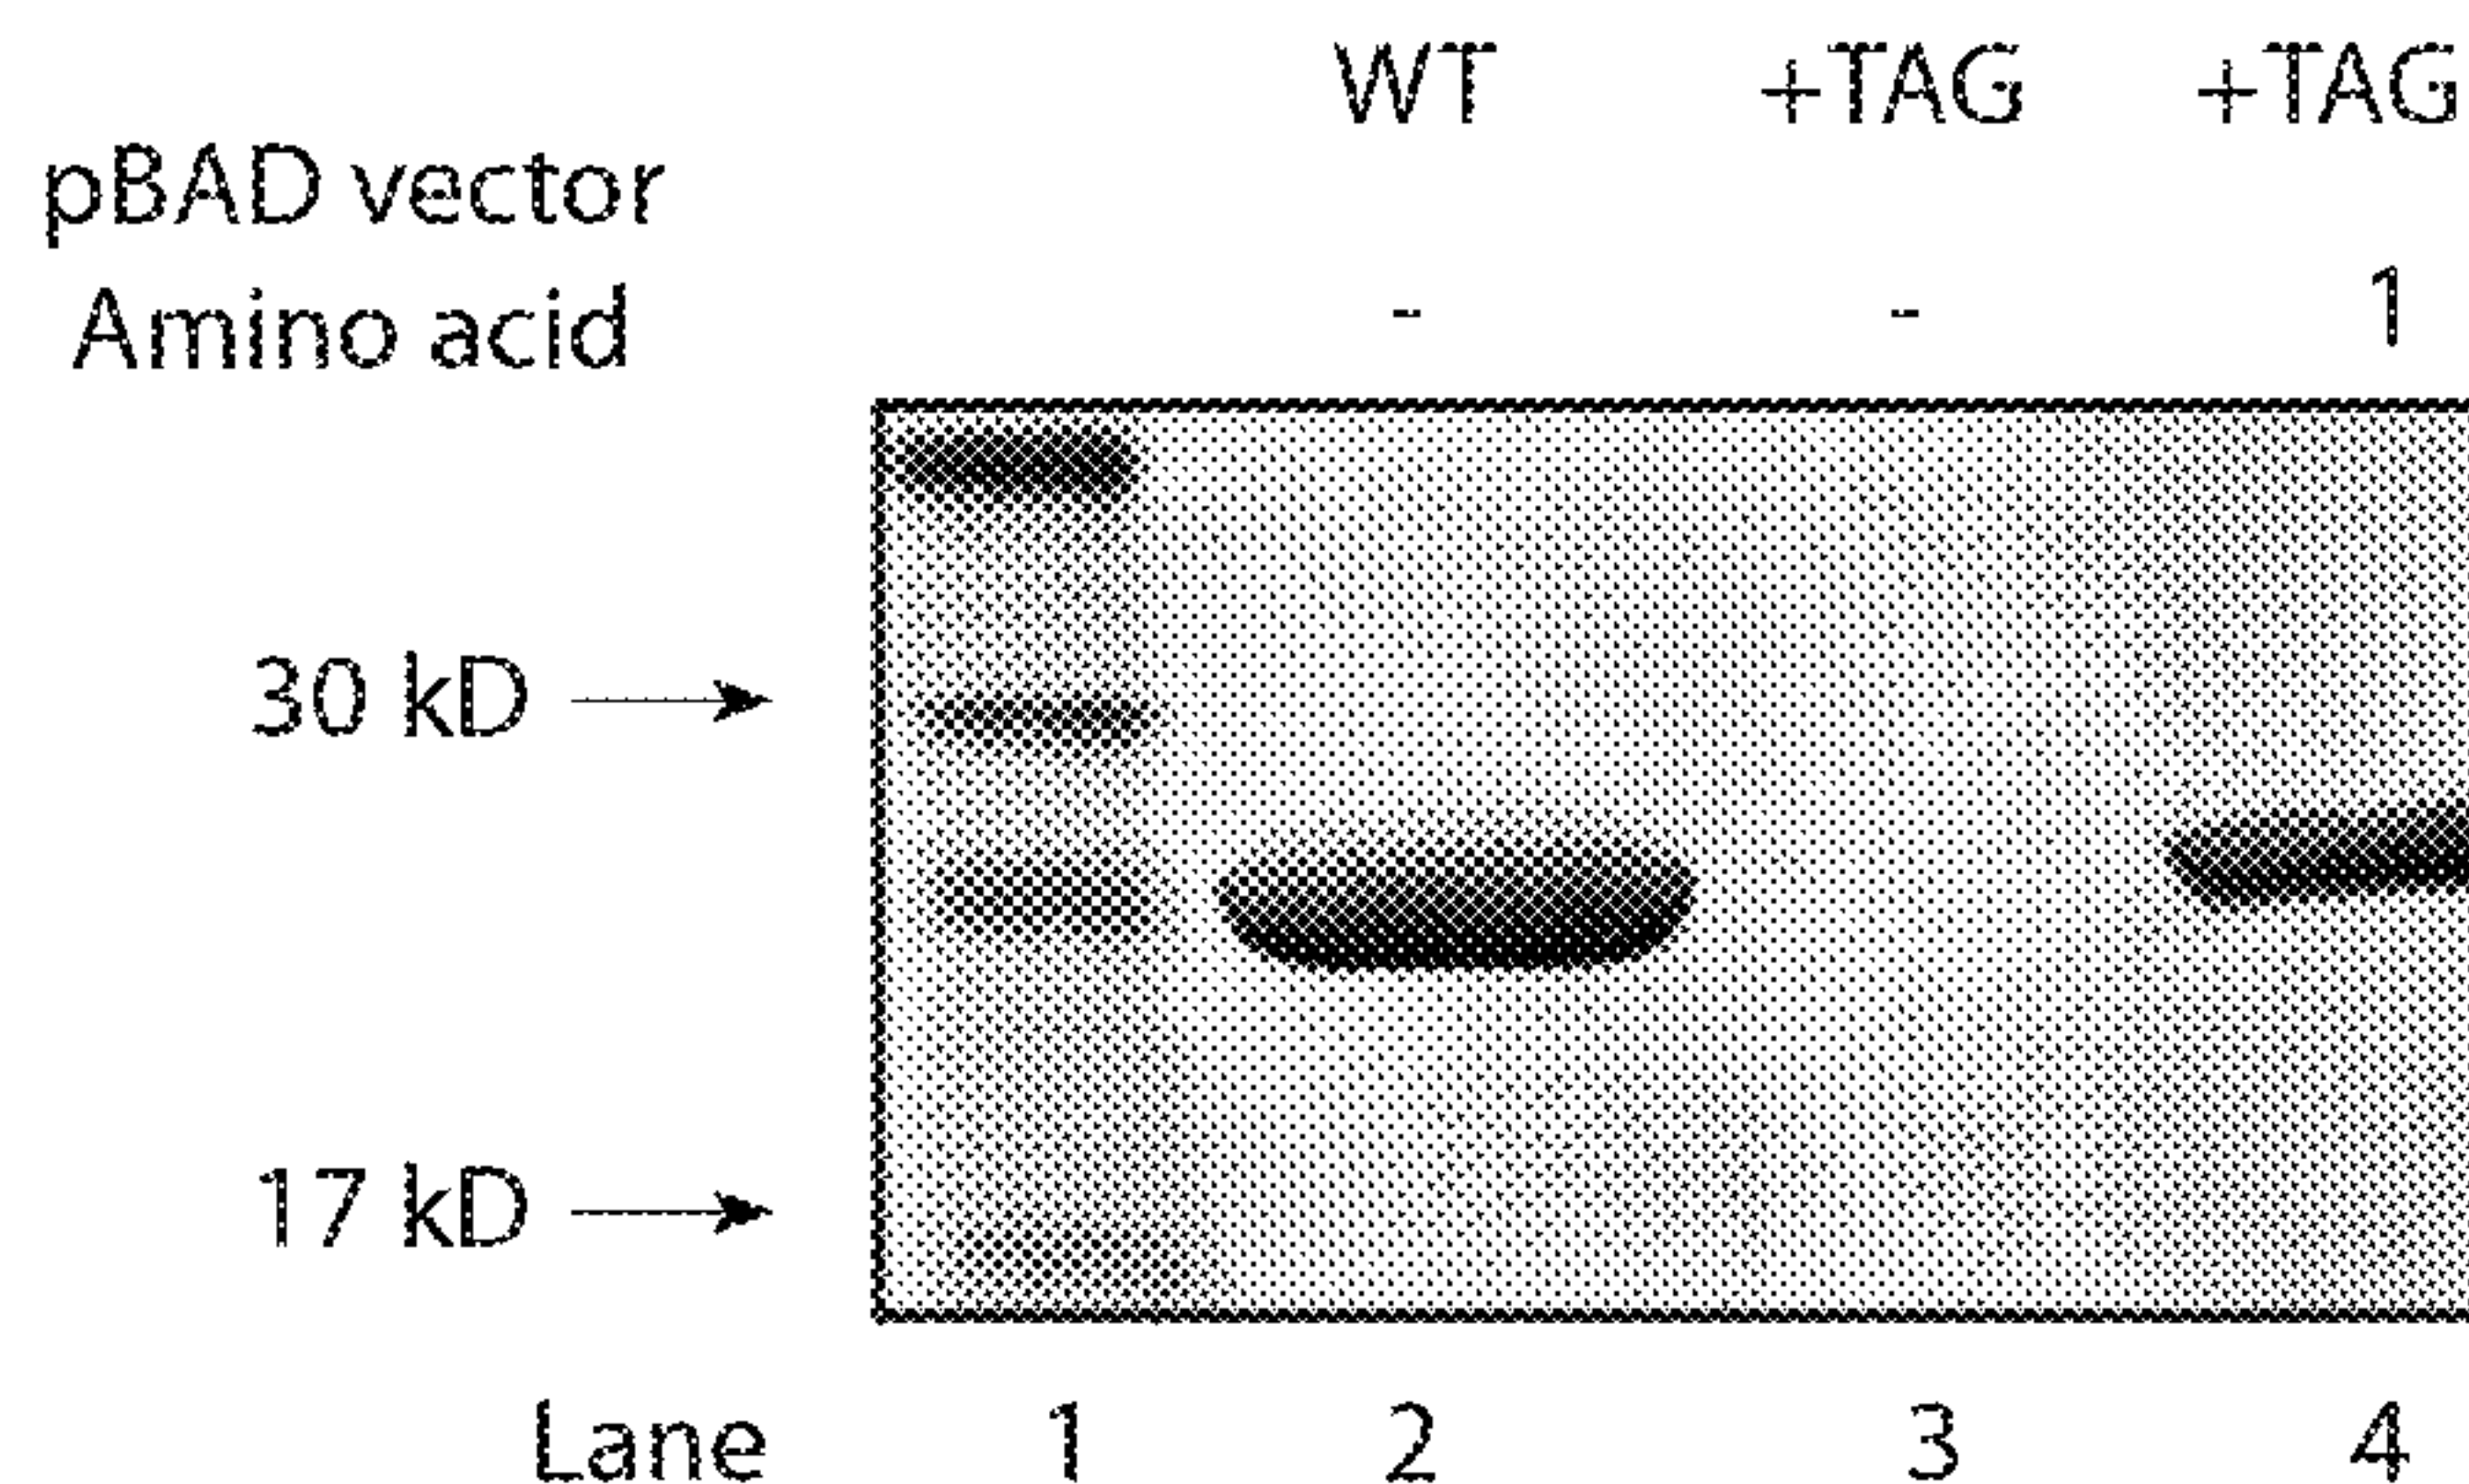 WT +TAG +TAG
pBAD vector
Amino acid - - 1
30 kD
17 kD
Lane 1 2 3 4